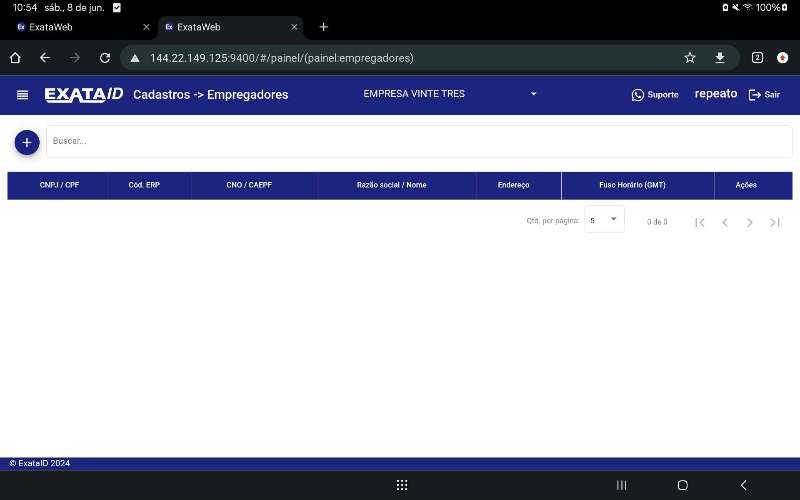 10:54 sáb., 8 de jun. 100%
Ex ExataWeb Ex ExataWeb
144.22.149.125:9400/#/painel/(painel:empregadores) 2
EXATAID Cadastros -> Empregadores EMPRESA VINTE TRES Suporte repeato Sair
+ Buscar...
CNPJ / CPF Cód. ERP CNO / CAEPF Razão social / Nome Endereço Fuso Horário (GMT) Ações
Qtd. por página: 5 0 de 0
© ExataID 2024